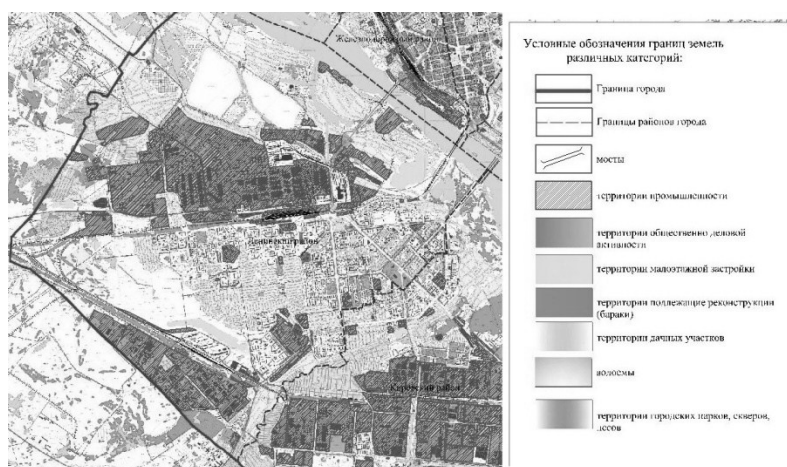 Железнодорожный район
Ленинский район
Кировский район
Условные обозначения границ земель
различных категорий:
Граница города
Границы районов города
мосты
территории промышленности
территории общественно деловой
активности
территории малоэтажной застройки
территории подлежащие реконструкции
(бараки)
территории дачных участков
водоемы
территории городских парков, скверов,
лесов